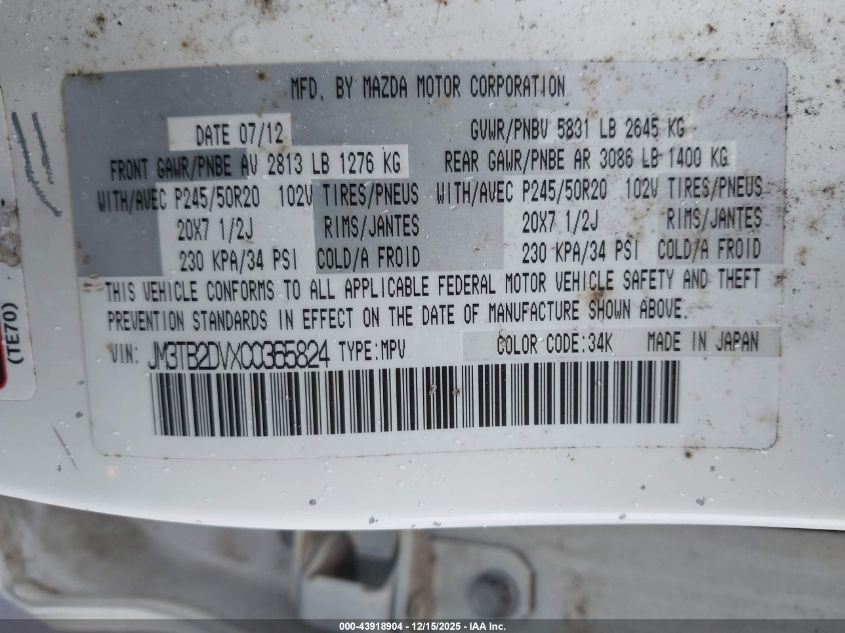 MFD. BY MAZDA MOTOR CORPORATION
DATE 07/12 GVWR/PNBV 5831 LB 2645 KG
FRONT GAWR/PNBE AV 2813 LB 1276 KG REAR GAWR/PNBE AR 3086 LB 1400 KG
WITH/AVEC P245/50R20 102V TIRES/PNEUS WITH/AVEC P245/50R20 102V TIRES/PNEUS
20X7 1/2J RIMS/JANTES 20X7 1/2J RIMS/JANTES
230 KPA/34 PSI COLD/A FROID 230 KPA/34 PSI COLD/A FROID
THIS VEHICLE CONFORMS TO ALL APPLICABLE FEDERAL MOTOR VEHICLE SAFETY AND THEFT
PREVENTION STANDARDS IN EFFECT ON THE DATE OF MANUFACTURE SHOWN ABOVE.
VIN: JM3TB2DVXC0365824 TYPE:MPV COLOR CODE:34K MADE IN JAPAN
(TE70)
000-43918904 - 12/15/2025 - IAA Inc.